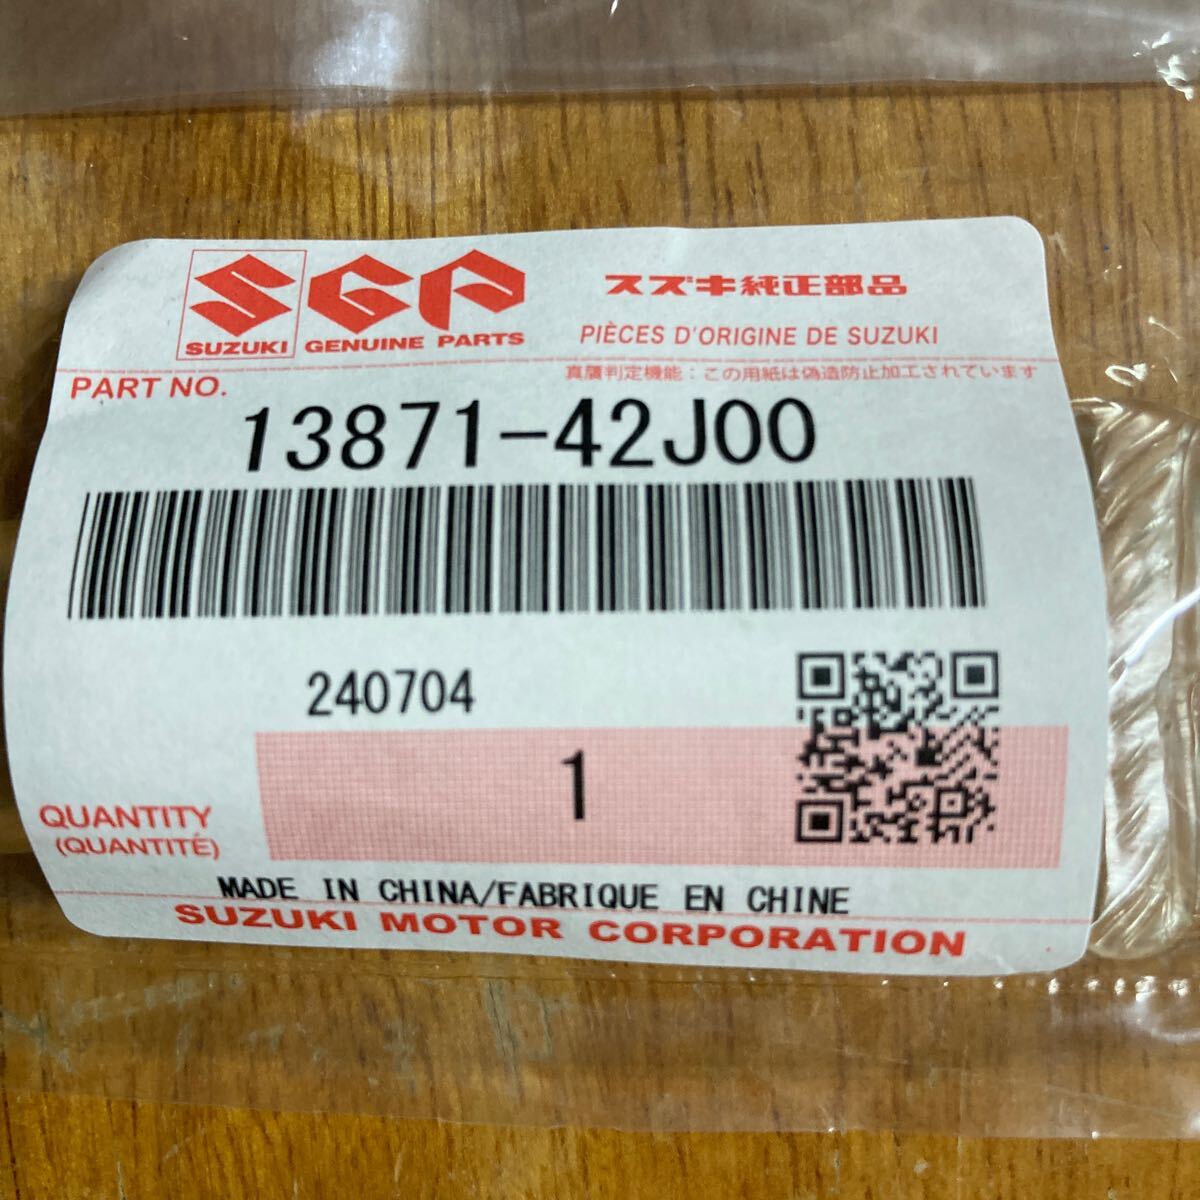 SGP
スズキ純正部品
SUZUKI GENUINE PARTS
PIÈCES D'ORIGINE DE SUZUKI
PART NO.
真贋判定機能:この用紙は偽造防止加工されています
13871-42J00
240704
1
QUANTITY
(QUANTITÉ)
MADE IN CHINA/FABRIQUE EN CHINE
SUZUKI MOTOR CORPORATION